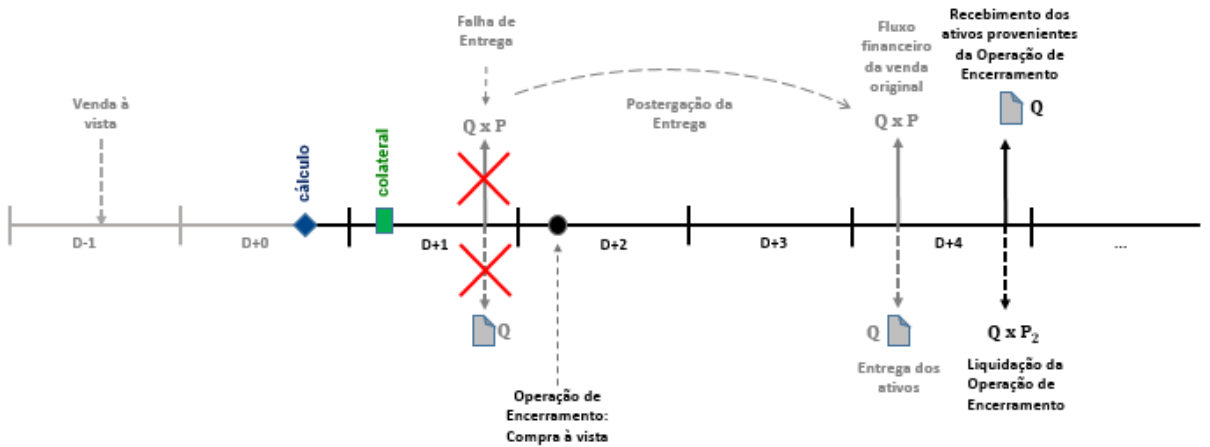 Falha de
Entrega
Fluxo
financeiro
da venda
original
Recebimento dos
ativos provenientes
da Operação de
Encerramento
Q
Venda à
vista
Postergação da
Entrega
Q x P
Q x P
cálculo
colateral
D-1
D+0
D+1
D+2
D+3
D+4
...
Q
Q
Q x P₂
Entrega dos
ativos
Liquidação da
Operação de
Encerramento
Operação de
Encerramento:
Compra à vista